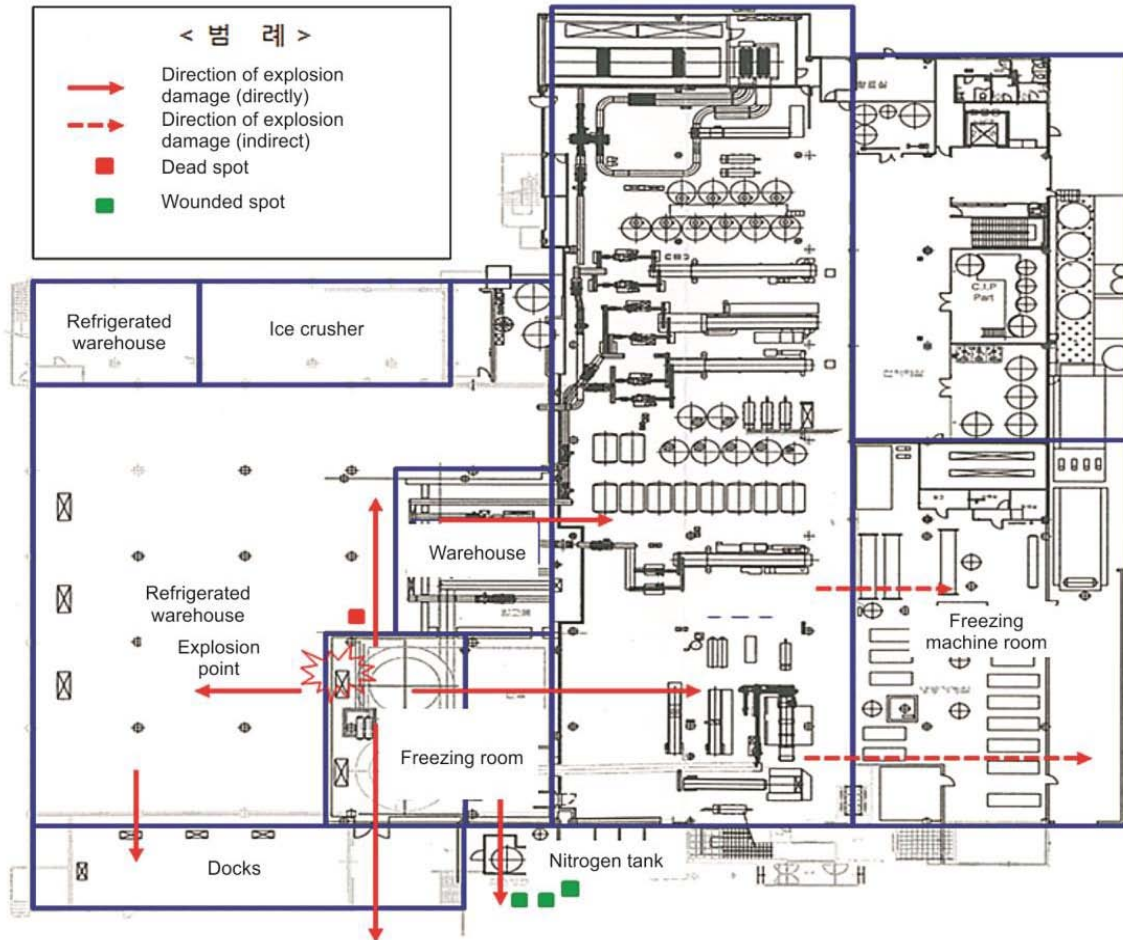 < 범 례 >
Direction of explosion
damage (directly)
Direction of explosion
damage (indirect)
Dead spot
Wounded spot
Refrigerated
warehouse
Ice crusher
C.I.P
Part
Warehouse
Refrigerated
warehouse
Explosion
point
Freezing
machine room
Freezing room
Docks
Nitrogen tank